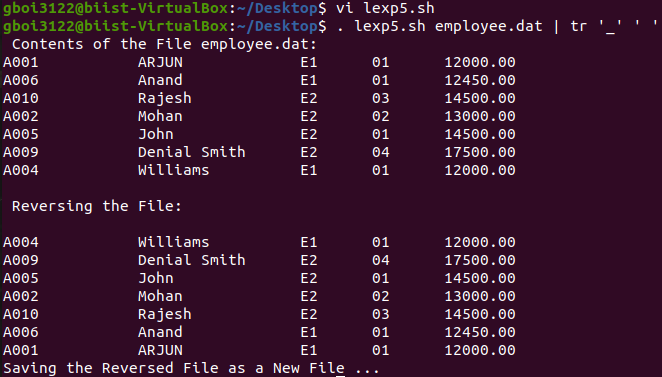 gboi3122@biist-VirtualBox:~/Desktop$ vi lexp5.sh
gboi3122@biist-VirtualBox:~/Desktop$ . lexp5.sh employee.dat | tr '_' ' '
Contents of the File employee.dat:
A001 ARJUN E1 01 12000.00
A006 Anand E1 01 12450.00
A010 Rajesh E2 03 14500.00
A002 Mohan E2 02 13000.00
A005 John E2 01 14500.00
A009 Denial Smith E2 04 17500.00
A004 Williams E1 01 12000.00
Reversing the File:
A004 Williams E1 01 12000.00
A009 Denial Smith E2 04 17500.00
A005 John E2 01 14500.00
A002 Mohan E2 02 13000.00
A010 Rajesh E2 03 14500.00
A006 Anand E1 01 12450.00
A001 ARJUN E1 01 12000.00
Saving the Reversed File as a New File ...